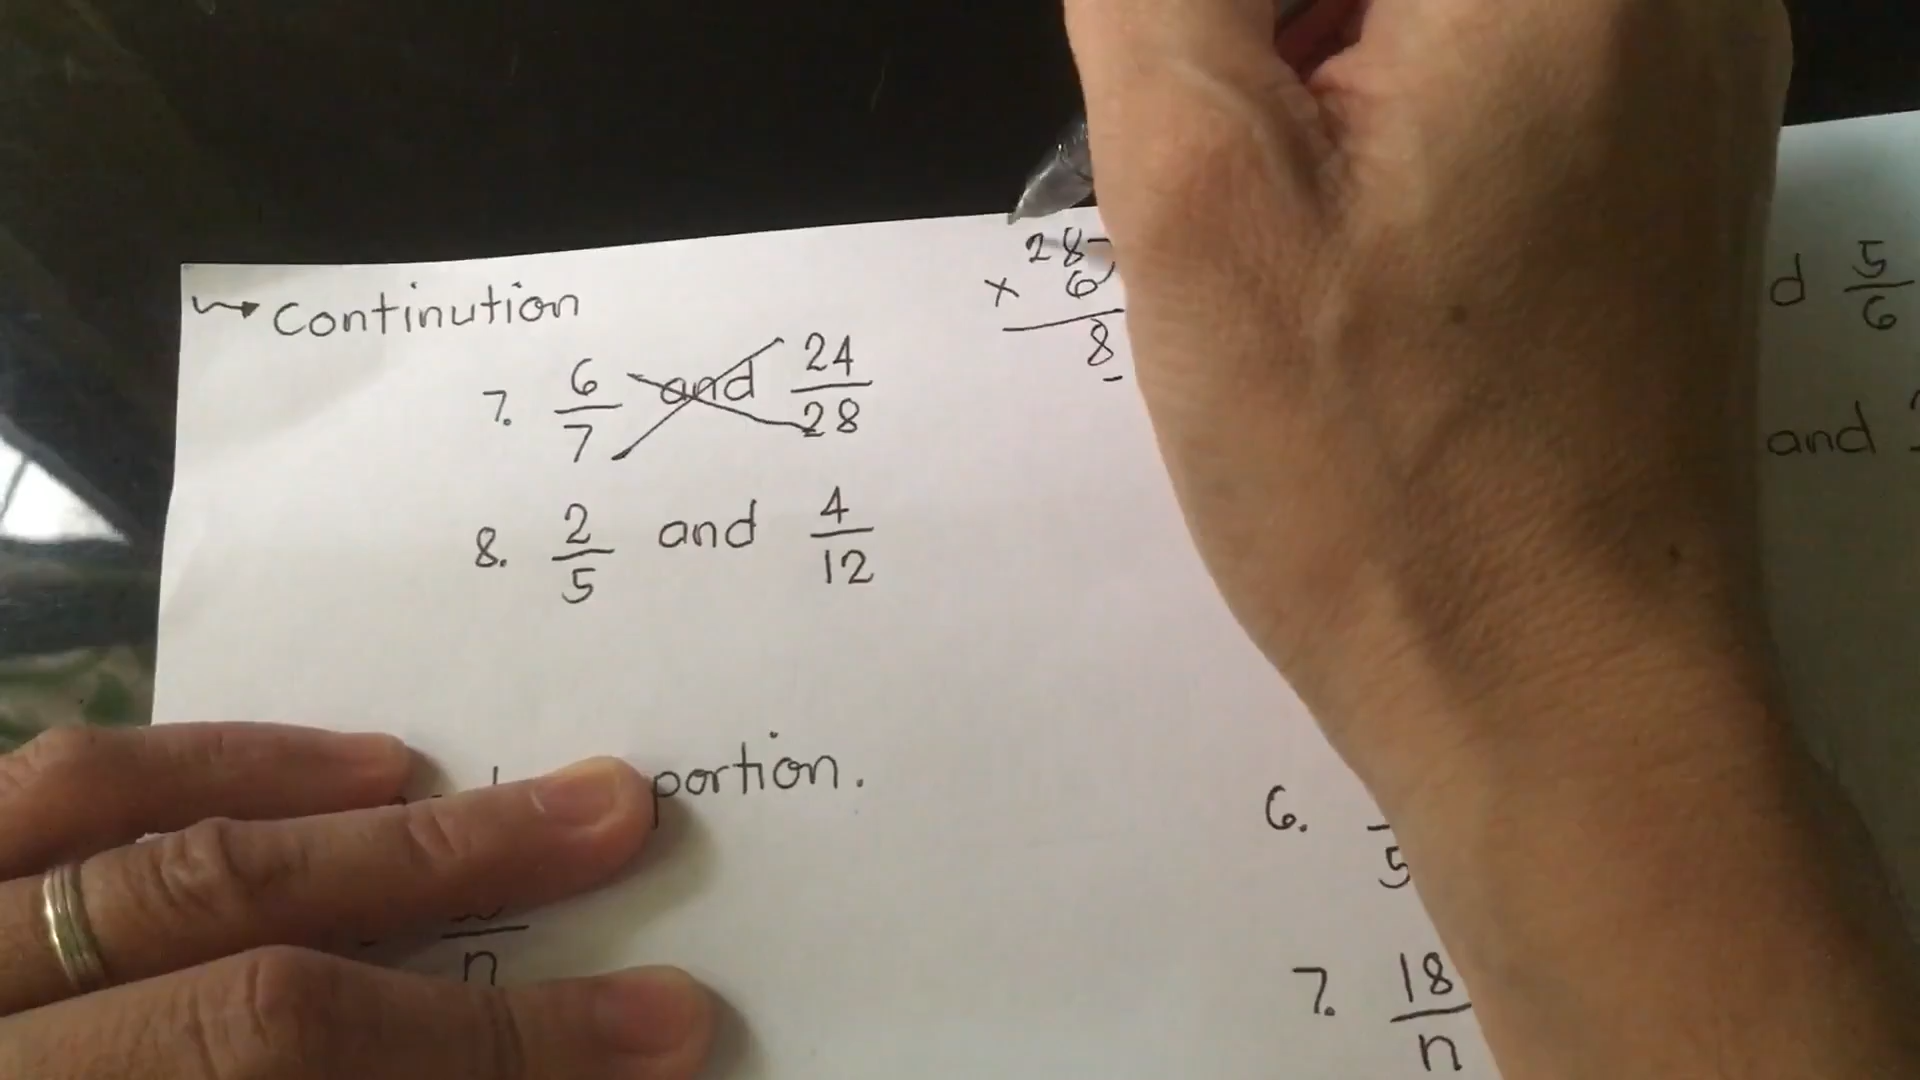 Continution
7. 6/7 and 24/28
28
× 6
8
8. 2/5 and 4/12
d 5/6
and
portion.
n
6.
5
7. 18/n